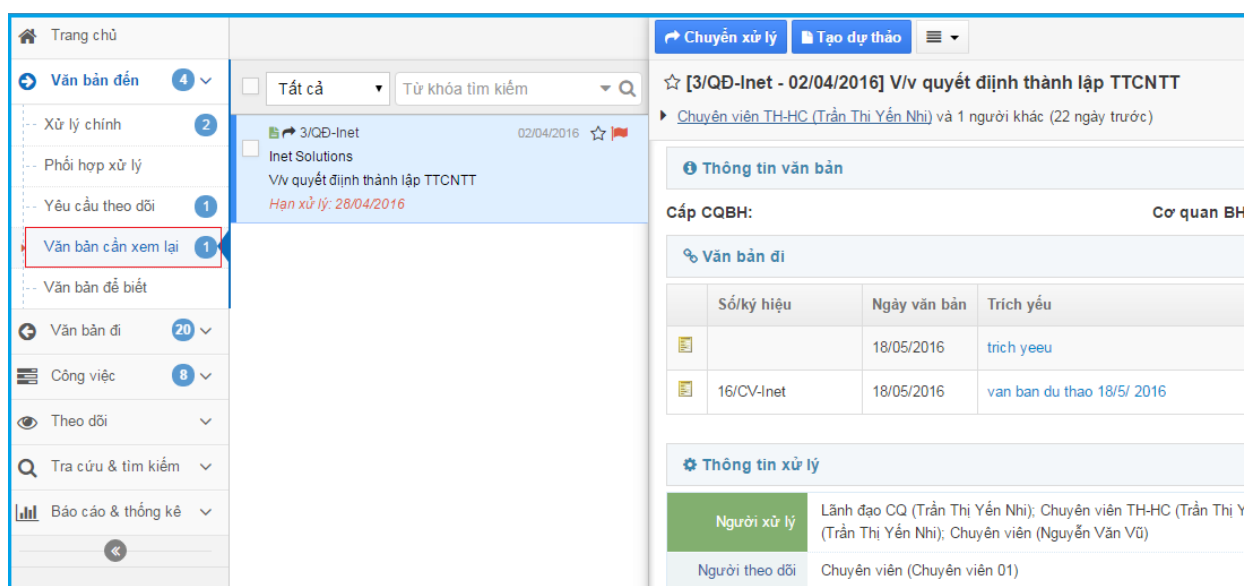 Trang chủ
Văn bản đến 4
Xử lý chính 2
Phối hợp xử lý
Yêu cầu theo dõi 1
Văn bản cần xem lại 1
Văn bản để biết
Văn bản đi 20
Công việc 8
Theo dõi
Tra cứu & tìm kiếm
Báo cáo & thống kê
Tất cả Từ khóa tìm kiếm
3/QĐ-Inet 02/04/2016
Inet Solutions
V/v quyết điịnh thành lập TTCNTT
Hạn xử lý: 28/04/2016
Chuyển xử lý Tạo dự thảo
[3/QĐ-Inet - 02/04/2016] V/v quyết điịnh thành lập TTCNTT
Chuyên viên TH-HC (Trần Thị Yến Nhi) và 1 người khác (22 ngày trước)
Thông tin văn bản
Cấp CQBH: Cơ quan BH
Văn bản đi
Số/ký hiệu Ngày văn bản Trích yếu
18/05/2016 trich yeeu
16/CV-Inet 18/05/2016 van ban du thao 18/5/ 2016
Thông tin xử lý
Người xử lý Lãnh đạo CQ (Trần Thị Yến Nhi); Chuyên viên TH-HC (Trần Thị Y
(Trần Thị Yến Nhi); Chuyên viên (Nguyễn Văn Vũ)
Người theo dõi Chuyên viên (Chuyên viên 01)